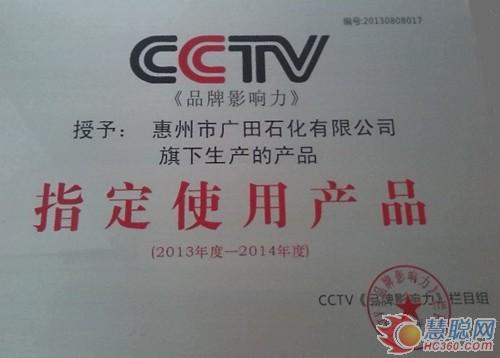 编号:20130808017
CCTV
《品牌影响力》
授予： 惠州市广田石化有限公司
旗下生产的产品
指定使用产品
(2013年度—2014年度)
CCTV《品牌影响力》栏目组
慧聪网
HC360.com